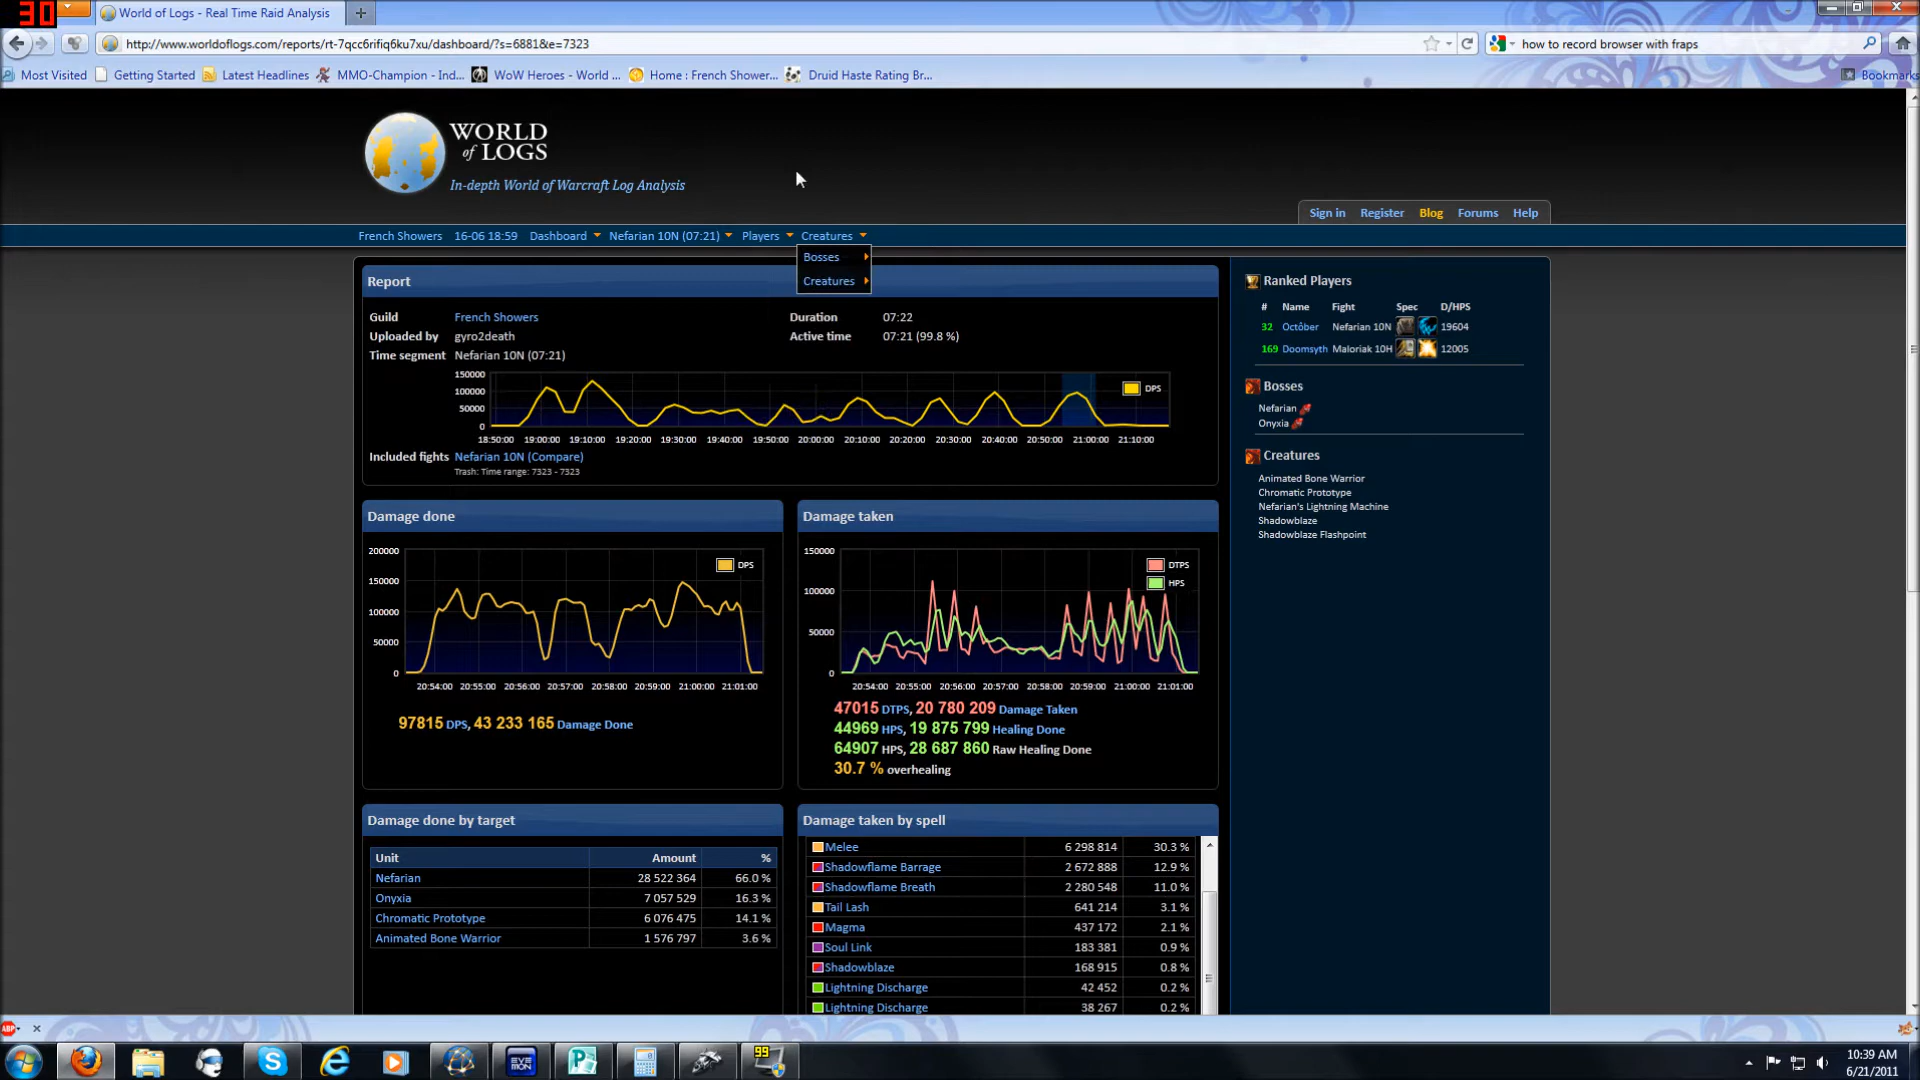 30
World of Logs - Real Time Raid Analysis
http://www.worldoflogs.com/reports/rt-7qcc6rifiq6ku7xu/dashboard/?s=6881&e=7323
how to record browser with fraps
Most Visited Getting Started Latest Headlines MMO-Champion - Ind... WoW Heroes - World ... Home : French Shower... Druid Haste Rating Br... Bookmarks
WORLD
of LOGS
In-depth World of Warcraft Log Analysis
Sign in Register Blog Forums Help
French Showers 16-06 18:59 Dashboard Nefarian 10N (07:21) Players Creatures
Bosses
Creatures
Report
Guild French Showers Duration 07:22
Uploaded by gyro2death Active time 07:21 (99.8 %)
Time segment Nefarian 10N (07:21)
150000
100000
50000
0
DPS
18:50:00 19:00:00 19:10:00 19:20:00 19:30:00 19:40:00 19:50:00 20:00:00 20:10:00 20:20:00 20:30:00 20:40:00 20:50:00 21:00:00 21:10:00
Included fights Nefarian 10N (Compare)
Trash: Time range: 7323 - 7323
Damage done
200000
150000
100000
50000
0
DPS
20:54:00 20:55:00 20:56:00 20:57:00 20:58:00 20:59:00 21:00:00 21:01:00
97815 DPS, 43 233 165 Damage Done
Damage taken
150000
100000
50000
0
DTPS
HPS
20:54:00 20:55:00 20:56:00 20:57:00 20:58:00 20:59:00 21:00:00 21:01:00
47015 DTPS, 20 780 209 Damage Taken
44969 HPS, 19 875 799 Healing Done
64907 HPS, 28 687 860 Raw Healing Done
30.7 % overhealing
Damage done by target
Unit Amount %
Nefarian 28 522 364 66.0 %
Onyxia 7 057 529 16.3 %
Chromatic Prototype 6 076 475 14.1 %
Animated Bone Warrior 1 576 797 3.6 %
Damage taken by spell
Melee 6 298 814 30.3 %
Shadowflame Barrage 2 672 888 12.9 %
Shadowflame Breath 2 280 548 11.0 %
Tail Lash 641 214 3.1 %
Magma 437 172 2.1 %
Soul Link 183 381 0.9 %
Shadowblaze 168 915 0.8 %
Lightning Discharge 42 452 0.2 %
Lightning Discharge 38 267 0.2 %
Ranked Players
# Name Fight Spec D/HPS
32 Octôber Nefarian 10N 19604
169 Doomsyth Maloriak 10H 12005
Bosses
Nefarian
Onyxia
Creatures
Animated Bone Warrior
Chromatic Prototype
Nefarian's Lightning Machine
Shadowblaze
Shadowblaze Flashpoint
ABP
EVE
MON
99
10:39 AM
6/21/2011